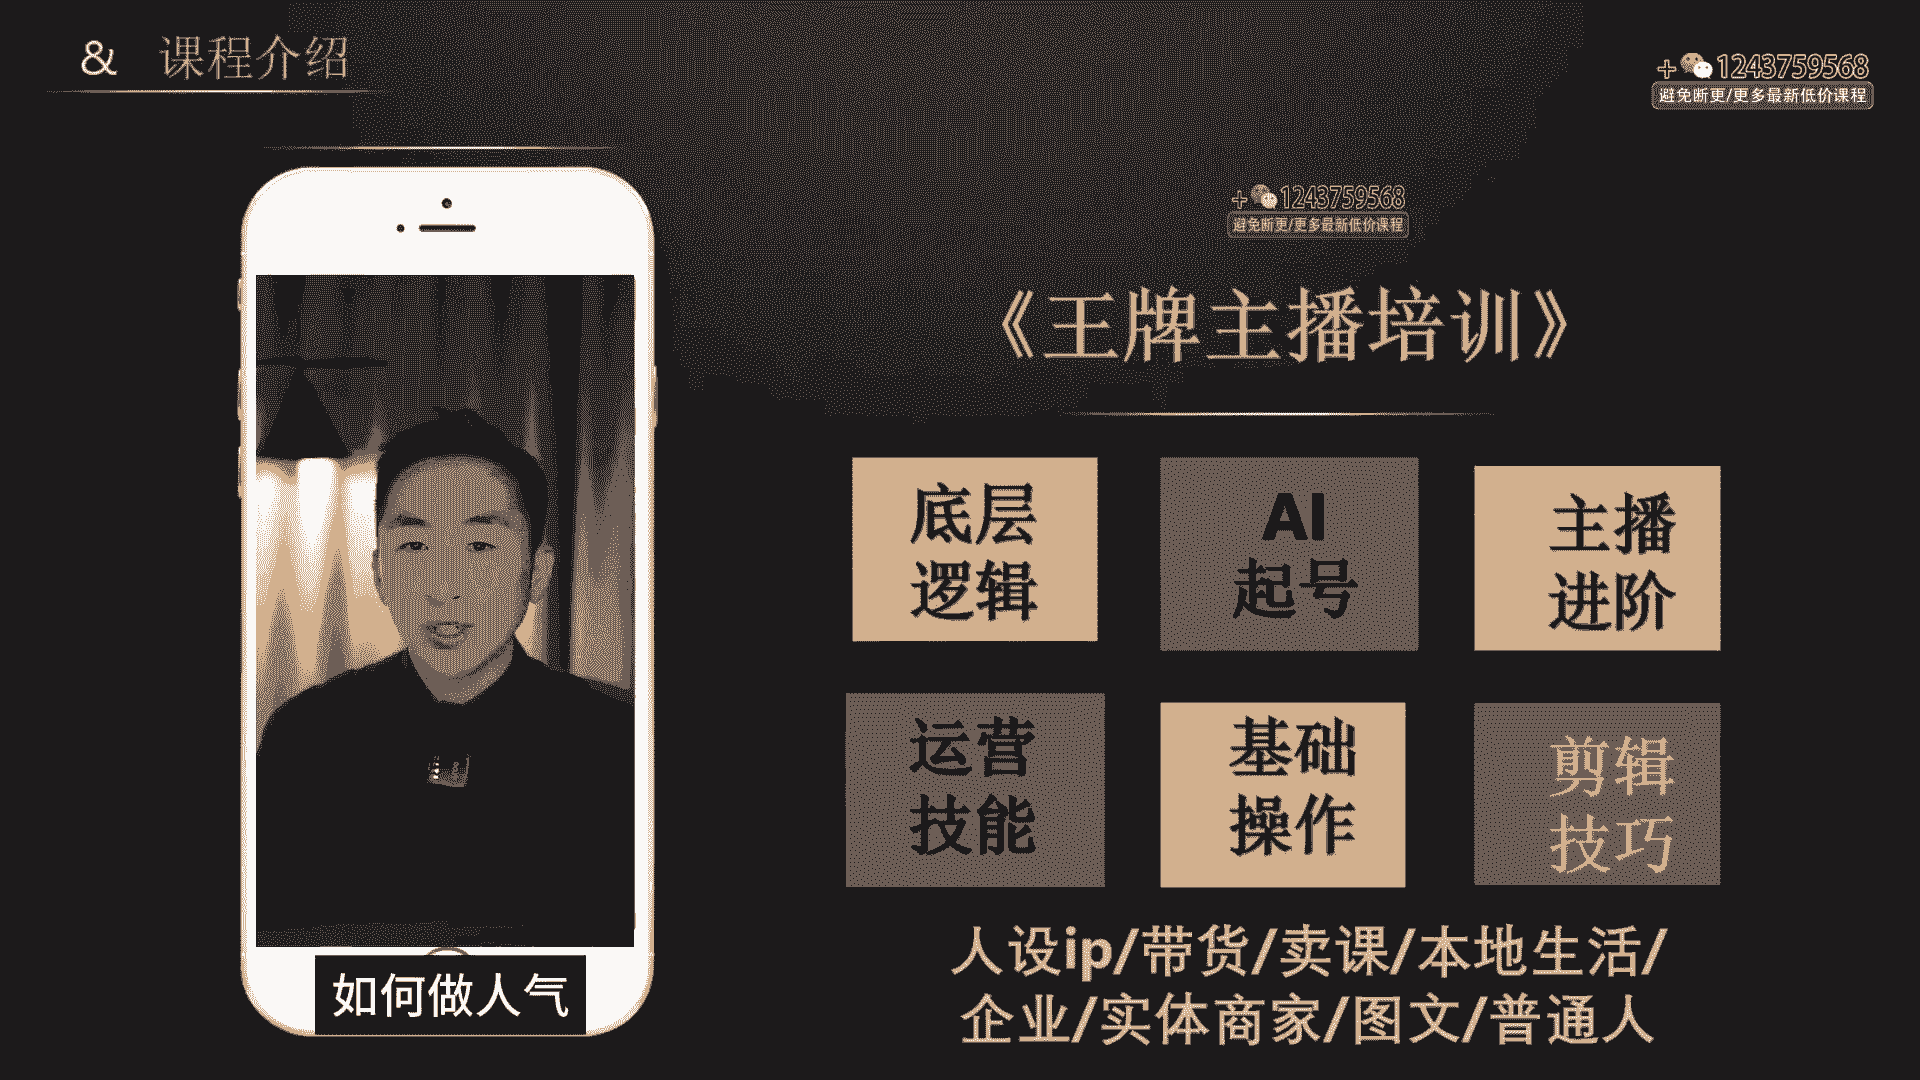 & 课程介绍
+1243759568
避免断更/更多最新低价课程
+1243759568
避免断更/更多最新低价课程
《王牌主播培训》
底层
逻辑
AI
起号
主播
进阶
运营
技能
基础
操作
剪辑
技巧
人设ip/带货/卖课/本地生活/
企业/实体商家/图文/普通人
如何做人气